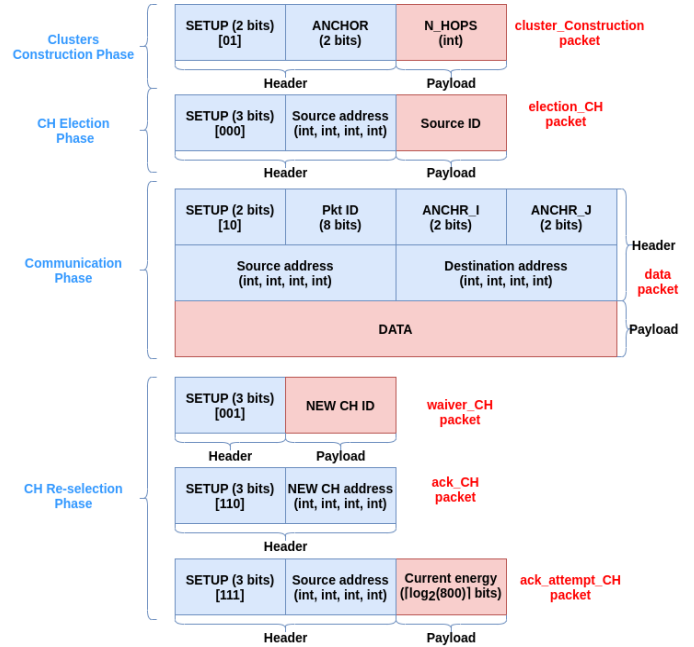 Clusters
Construction Phase
SETUP (2 bits)
[01]
ANCHOR
(2 bits)
N_HOPS
(int)
cluster_Construction
packet
Header
Payload
CH Election
Phase
SETUP (3 bits)
[000]
Source address
(int, int, int, int)
Source ID
election_CH
packet
Header
Payload
Communication
Phase
SETUP (2 bits)
[10]
Pkt ID
(8 bits)
ANCHR_I
(2 bits)
ANCHR_J
(2 bits)
Source address
(int, int, int, int)
Destination address
(int, int, int, int)
Header
data
packet
DATA
Payload
CH Re-selection
Phase
SETUP (3 bits)
[001]
NEW CH ID
waiver_CH
packet
Header
Payload
SETUP (3 bits)
[110]
NEW CH address
(int, int, int, int)
ack_CH
packet
Header
SETUP (3 bits)
[111]
Source address
(int, int, int, int)
Current energy
(⌈log₂(800)⌉ bits)
ack_attempt_CH
packet
Header
Payload